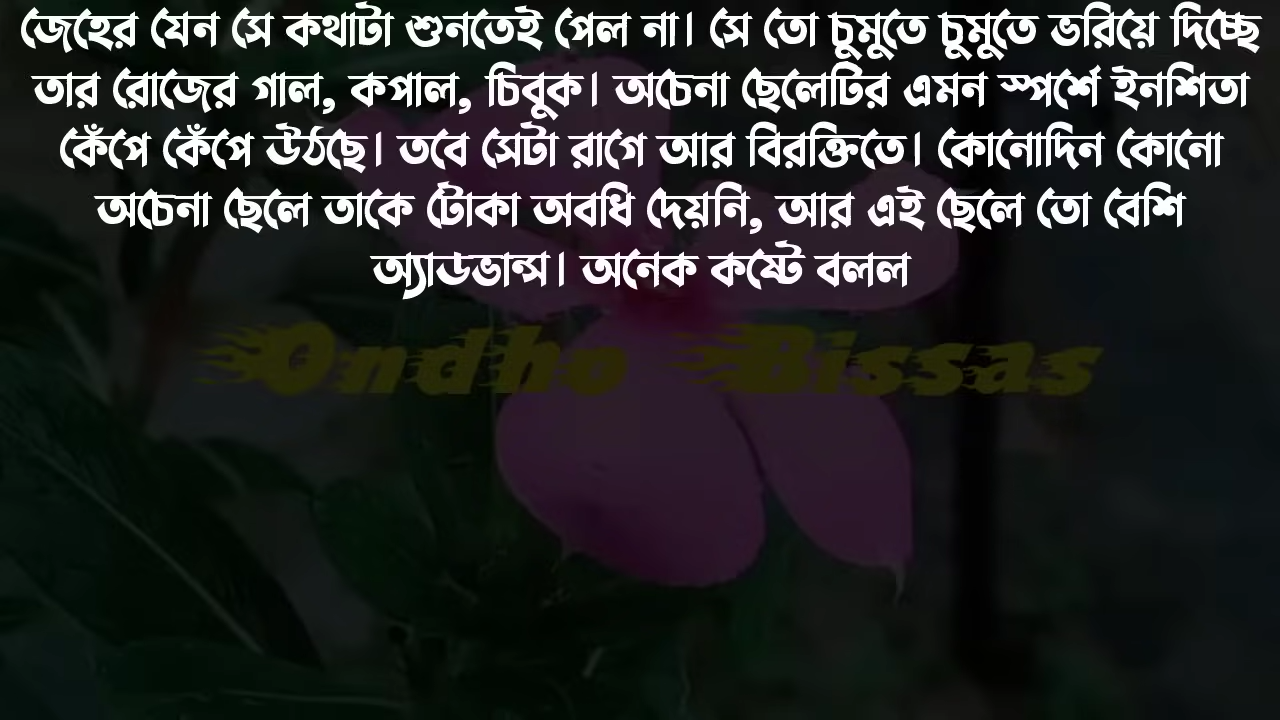 জেহের যেন সে কথাটা শুনতেই পেল না। সে তো চুমুতে চুমুতে ভরিয়ে দিচ্ছে
তার রোজের গাল, কপাল, চিবুক। অচেনা ছেলেটির এমন স্পর্শে ইনশিতা
কেঁপে কেঁপে উঠছে। তবে সেটা রাগে আর বিরক্তিতে। কোনোদিন কোনো
অচেনা ছেলে তাকে টোকা অবধি দেয়নি, আর এই ছেলে তো বেশি
অ্যাডভান্স। অনেক কষ্টে বলল
Ondho Bissas